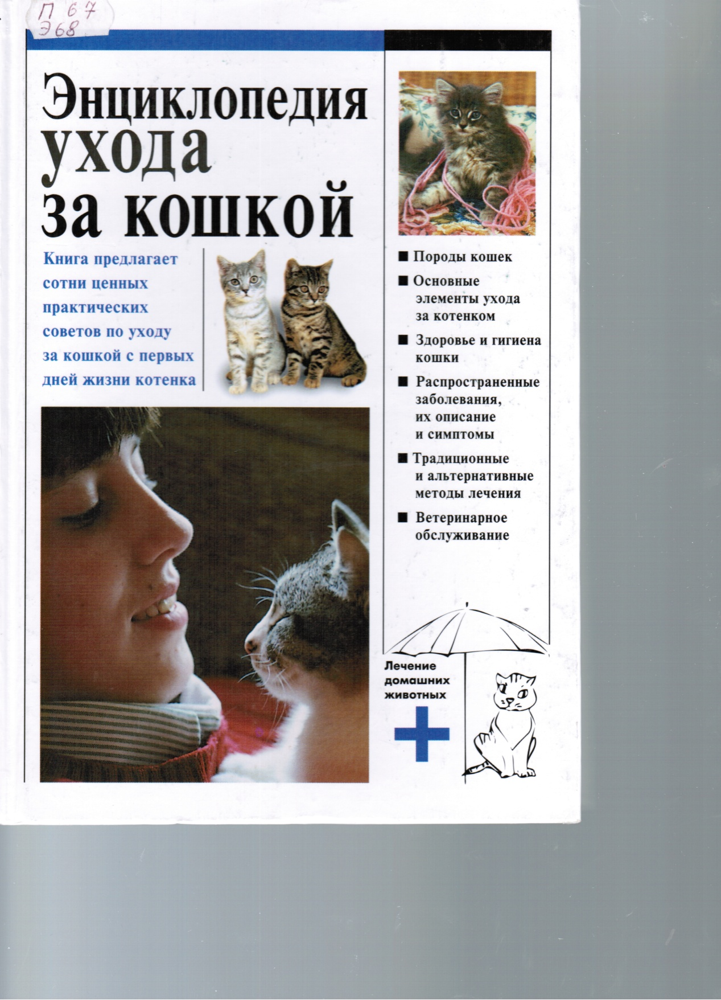 П 67
Э68
Энциклопедия
ухода
за кошкой
Книга предлагает
сотни ценных
практических
советов по уходу
за кошкой с первых
дней жизни котенка
Породы кошек
Основные
элементы ухода
за котенком
Здоровье и гигиена
кошки
Распространенные
заболевания,
их описание
и симптомы
Традиционные
и альтернативные
методы лечения
Ветеринарное
обслуживание
Лечение
домашних
животных